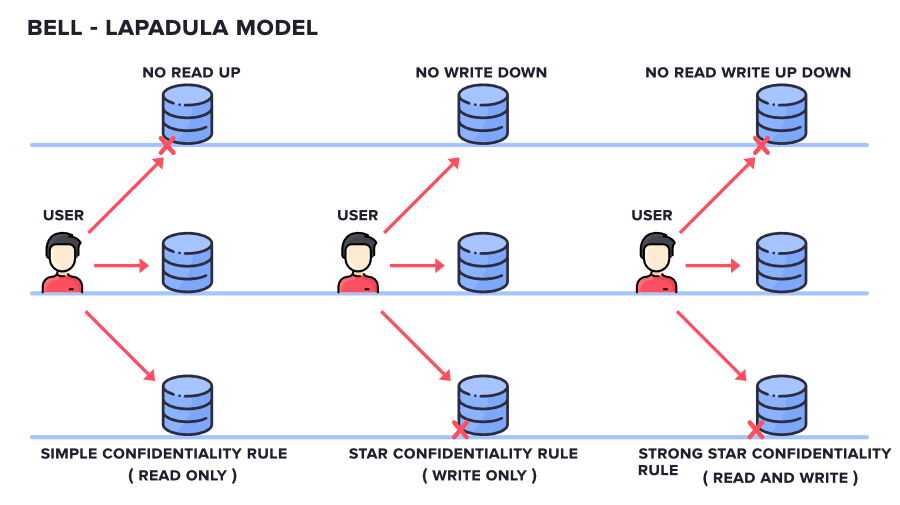 BELL - LAPADULA MODEL
NO READ UP
NO WRITE DOWN
NO READ WRITE UP DOWN
USER
USER
USER
SIMPLE CONFIDENTIALITY RULE
( READ ONLY )
STAR CONFIDENTIALITY RULE
( WRITE ONLY )
STRONG STAR CONFIDENTIALITY
RULE
( READ AND WRITE )